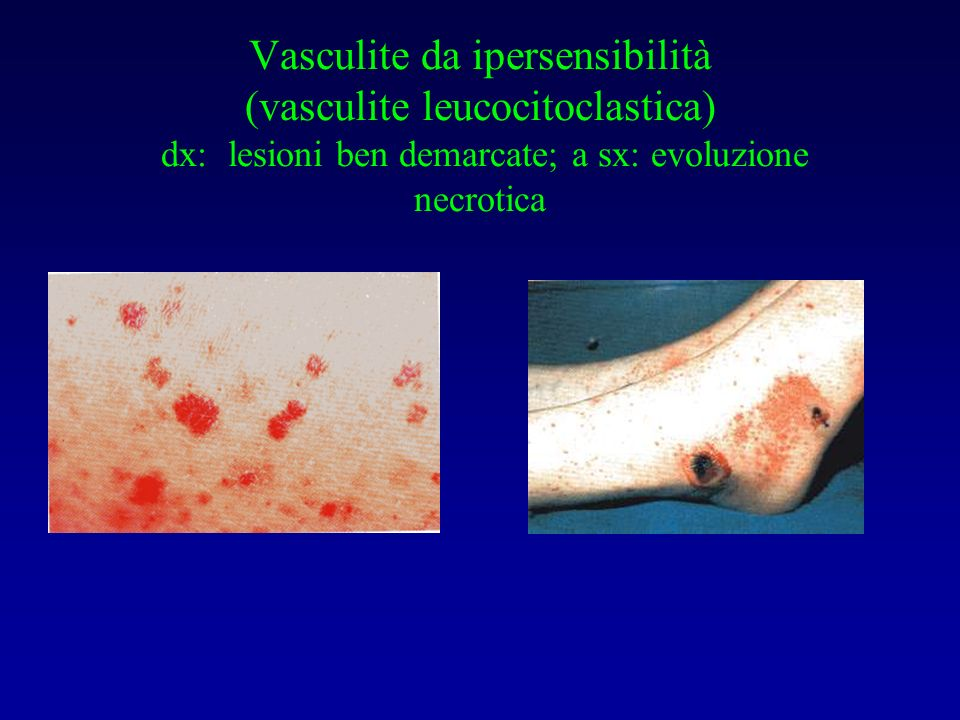 Vasculite da ipersensibilità
(vasculite leucocitoclastica)
dx: lesioni ben demarcate; a sx: evoluzione
necrotica